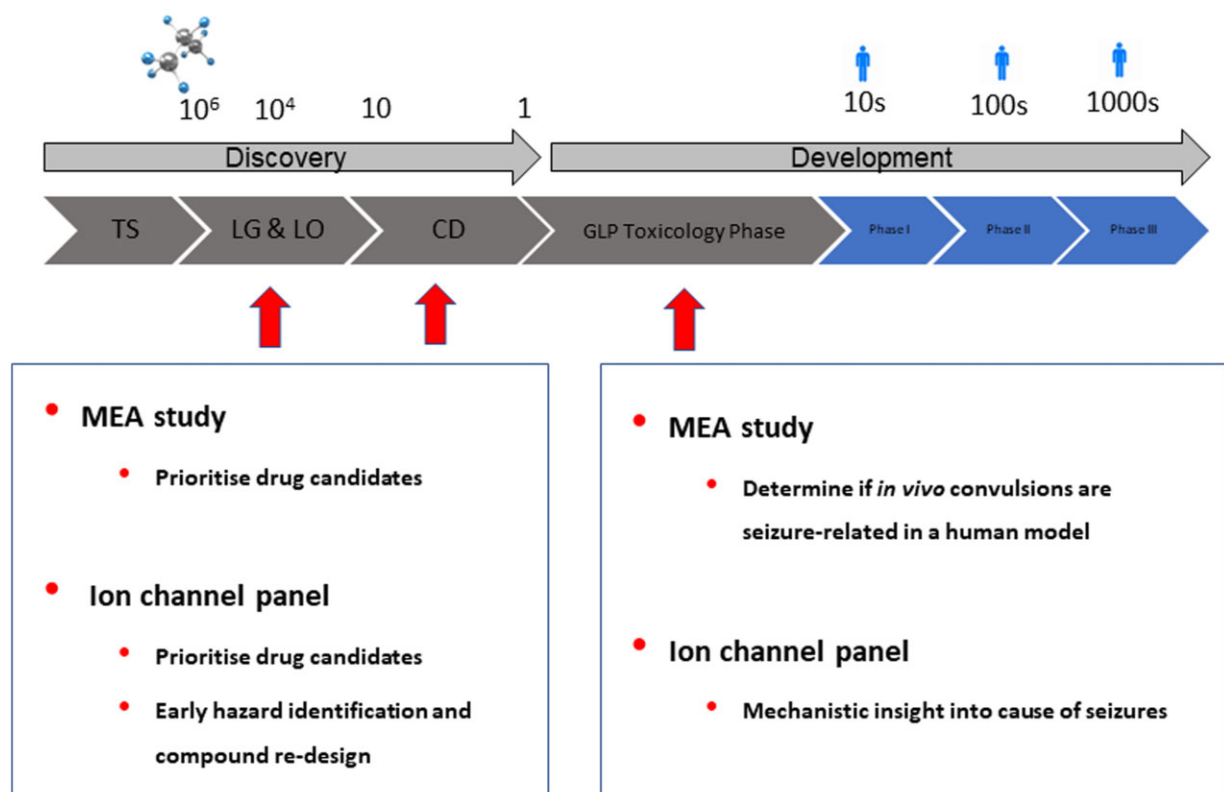 10⁶ 10⁴ 10 1 10s 100s 1000s
Discovery Development
TS LG & LO CD GLP Toxicology Phase Phase I Phase II Phase III
• MEA study
• Prioritise drug candidates
• Ion channel panel
• Prioritise drug candidates
• Early hazard identification and
compound re-design
• MEA study
• Determine if in vivo convulsions are
seizure-related in a human model
• Ion channel panel
• Mechanistic insight into cause of seizures